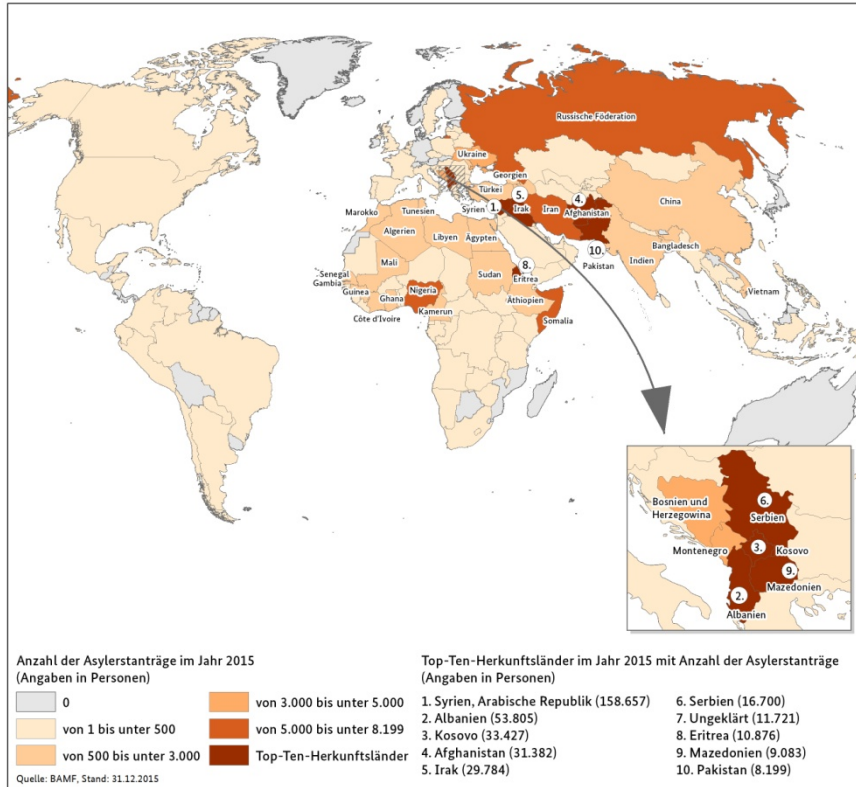 Russische Föderation
Ukraine
Georgien
Türkei
5.
4.
1.
Syrien
Irak
Iran
Afghanistan
China
Marokko
Tunesien
Algerien
Libyen
Ägypten
10.
Pakistan
Bangladesch
Indien
Mali
8.
Eritrea
Sudan
Senegal
Gambia
Guinea
Nigeria
Ghana
Äthiopien
Vietnam
Côte d'Ivoire
Kamerun
Somalia
Bosnien und
Herzegowina
6.
Serbien
Montenegro
3.
Kosovo
9.
Mazedonien
2.
Albanien
Anzahl der Asylerstanträge im Jahr 2015
(Angaben in Personen)
0
von 1 bis unter 500
von 500 bis unter 3.000
von 3.000 bis unter 5.000
von 5.000 bis unter 8.199
Top-Ten-Herkunftsländer
Quelle: BAMF, Stand: 31.12.2015
Top-Ten-Herkunftsländer im Jahr 2015 mit Anzahl der Asylerstanträge
(Angaben in Personen)
1. Syrien, Arabische Republik (158.657)
2. Albanien (53.805)
3. Kosovo (33.427)
4. Afghanistan (31.382)
5. Irak (29.784)
6. Serbien (16.700)
7. Ungeklärt (11.721)
8. Eritrea (10.876)
9. Mazedonien (9.083)
10. Pakistan (8.199)